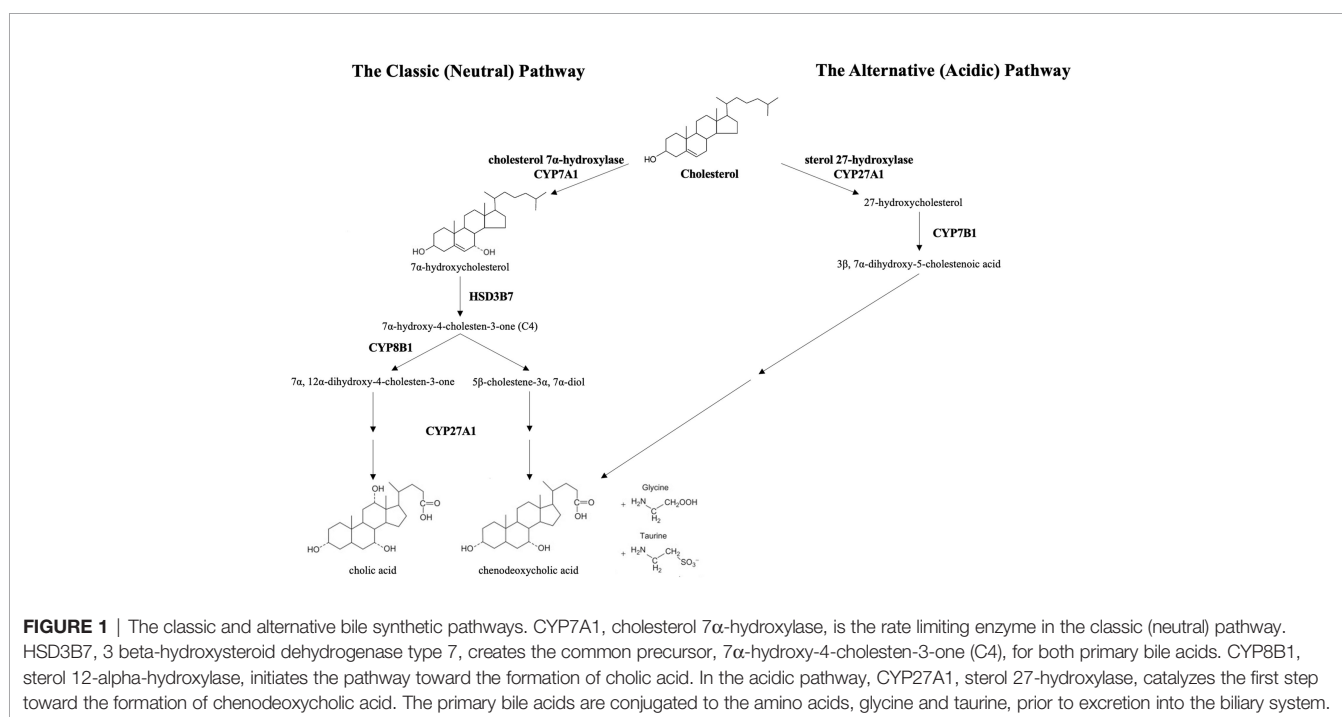 The Classic (Neutral) Pathway
The Alternative (Acidic) Pathway
HO
Cholesterol
cholesterol 7α-hydroxylase
CYP7A1
sterol 27-hydroxylase
CYP27A1
HO
OH
7α-hydroxycholesterol
27-hydroxycholesterol
CYP7B1
3β, 7α-dihydroxy-5-cholestenoic acid
HSD3B7
7α-hydroxy-4-cholesten-3-one (C4)
CYP8B1
7α, 12α-dihydroxy-4-cholesten-3-one
5β-cholestene-3α, 7α-diol
CYP27A1
OH
C=O
OH
HO
OH
cholic acid
C=O
OH
HO
OH
chenodeoxycholic acid
Glycine
+ H₂N C H₂ CH₂OOH
Taurine
+ H₂N C H₂ CH₂ SO₃⁻
FIGURE 1 | The classic and alternative bile synthetic pathways. CYP7A1, cholesterol 7α-hydroxylase, is the rate limiting enzyme in the classic (neutral) pathway.
HSD3B7, 3 beta-hydroxysteroid dehydrogenase type 7, creates the common precursor, 7α-hydroxy-4-cholesten-3-one (C4), for both primary bile acids. CYP8B1,
sterol 12-alpha-hydroxylase, initiates the pathway toward the formation of cholic acid. In the acidic pathway, CYP27A1, sterol 27-hydroxylase, catalyzes the first step
toward the formation of chenodeoxycholic acid. The primary bile acids are conjugated to the amino acids, glycine and taurine, prior to excretion into the biliary system.